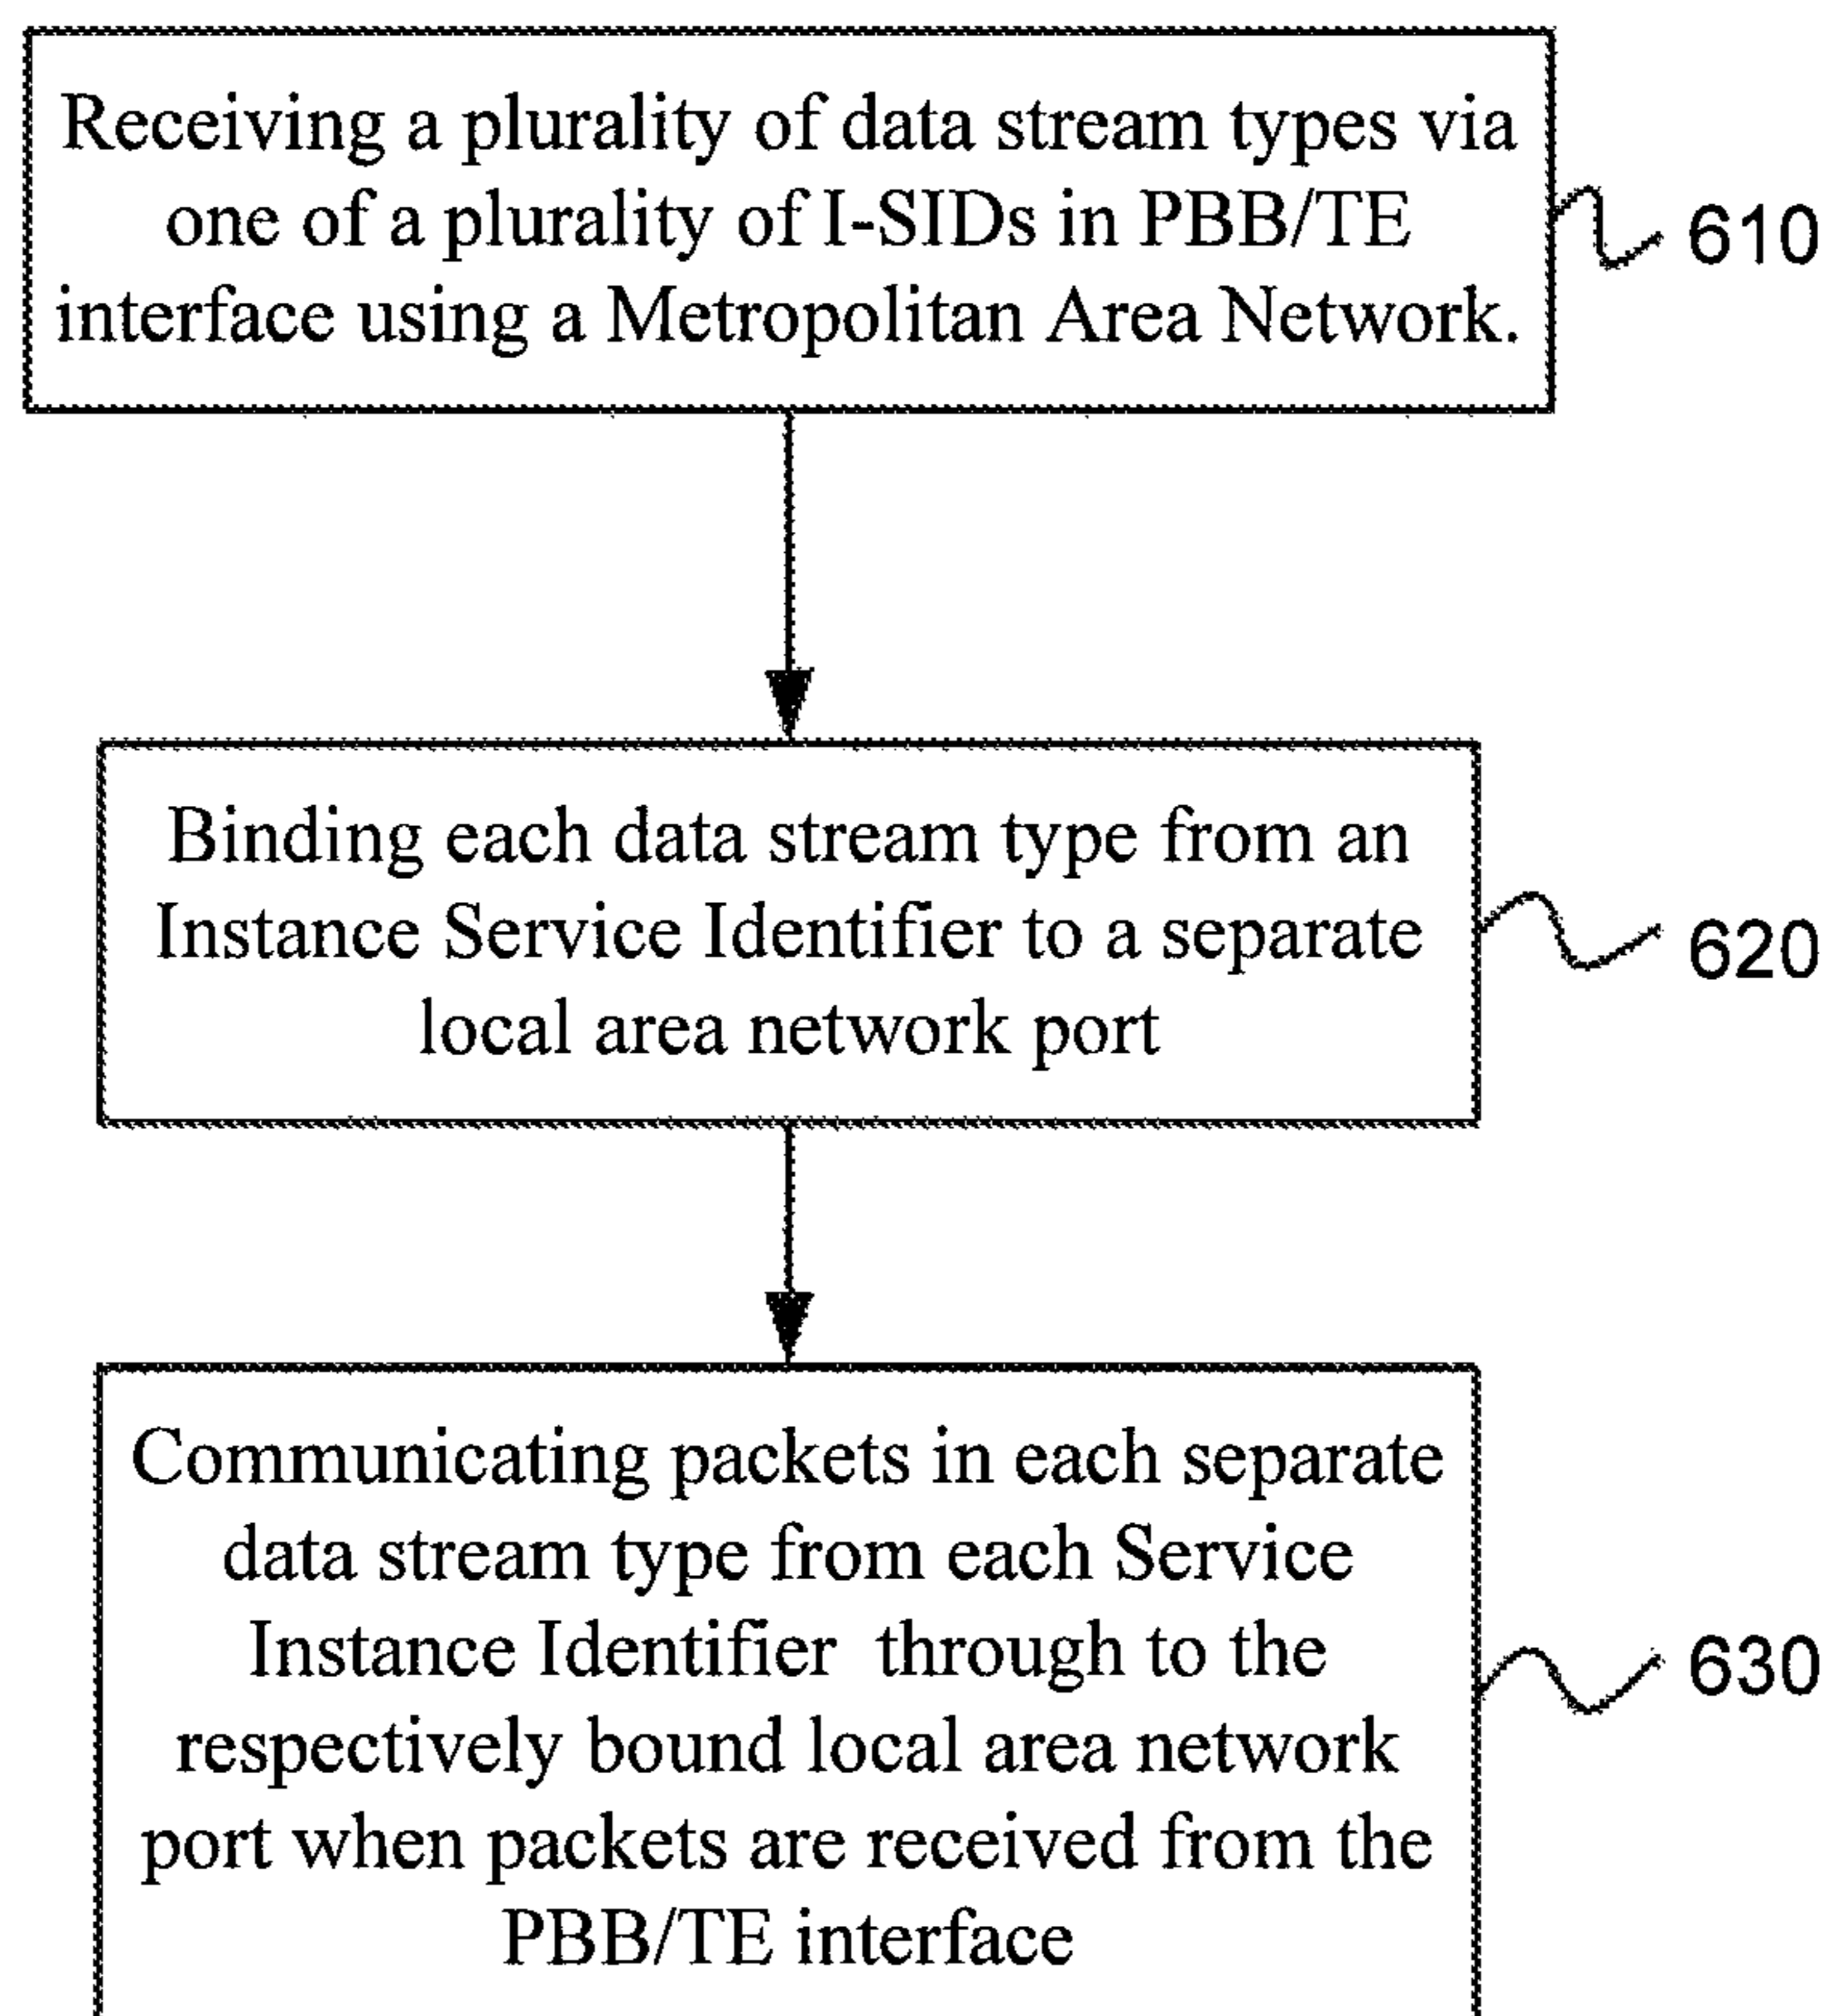 Receiving a plurality of data stream types via
one of a plurality of I-SIDs in PBB/TE
interface using a Metropolitan Area Network.
610
Binding each data stream type from an
Instance Service Identifier to a separate
local area network port
620
Communicating packets in each separate
data stream type from each Service
Instance Identifier through to the
respectively bound local area network
port when packets are received from the
PBB/TE interface
630